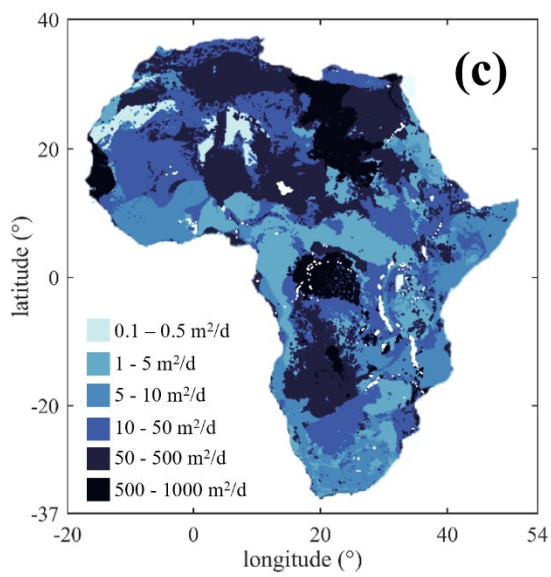 (c)
40
20
0
-20
-37
latitude (°)
0.1 – 0.5 m²/d
1 - 5 m²/d
5 - 10 m²/d
10 - 50 m²/d
50 - 500 m²/d
500 - 1000 m²/d
-20 0 20 40 54
longitude (°)